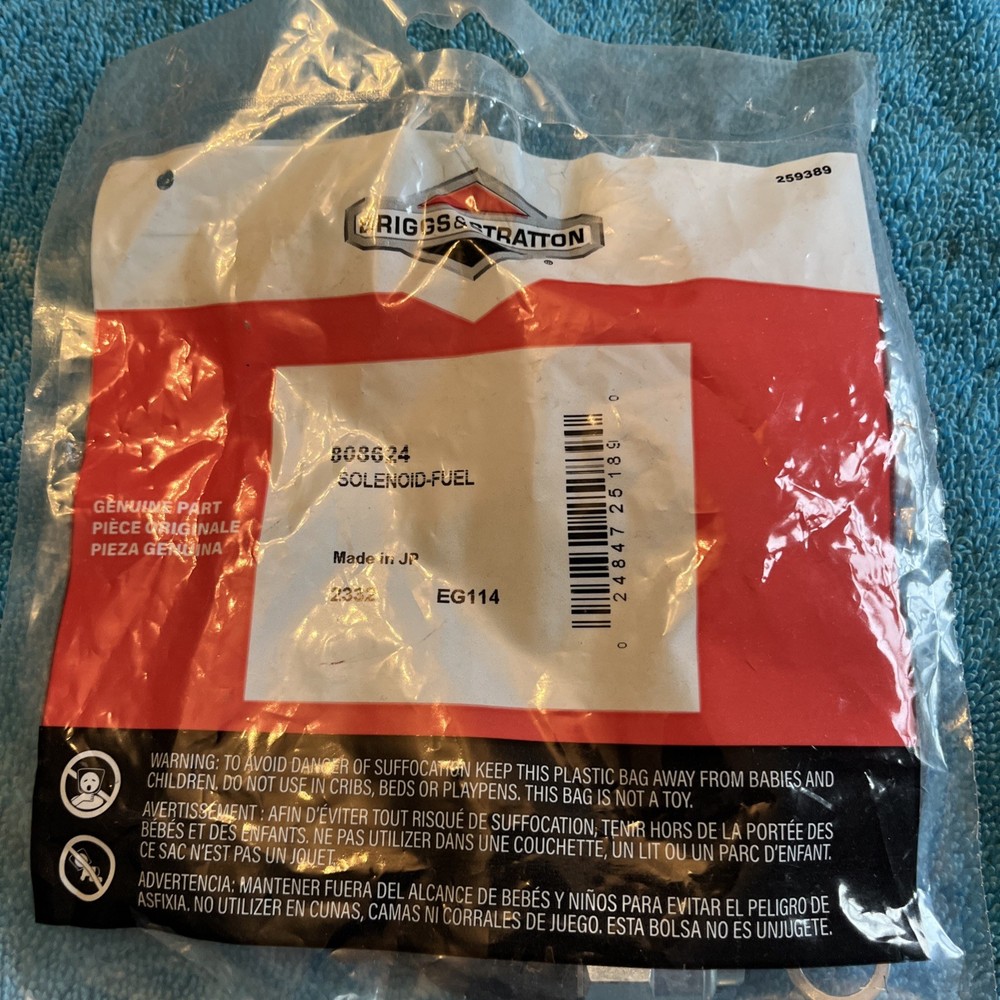 259389
BRIGGS&STRATTON
®
808624
SOLENOID-FUEL
GENUINE PART
PIÈCE ORIGINALE
PIEZA GENUINA
Made in JP
2332 EG114
0 24847 25189 0
WARNING: TO AVOID DANGER OF SUFFOCATION KEEP THIS PLASTIC BAG AWAY FROM BABIES AND
CHILDREN. DO NOT USE IN CRIBS, BEDS OR PLAYPENS. THIS BAG IS NOT A TOY.
AVERTISSEMENT : AFIN D'ÉVITER TOUT RISQUÉ DE SUFFOCATION, TENIR HORS DE LA PORTÉE DES
BÉBÉS ET DES ENFANTS. NE PAS UTILIZER DANS UNE COUCHETTE, UN LIT OU UN PARC D'ENFANT.
CE SAC N'EST PAS UN JOUET.
ADVERTENCIA: MANTENER FUERA DEL ALCANCE DE BEBÉS Y NIÑOS PARA EVITAR EL PELIGRO DE
ASFIXIA. NO UTILIZER EN CUNAS, CAMAS NI CORRALES DE JUEGO. ESTA BOLSA NO ES UNJUGETE.